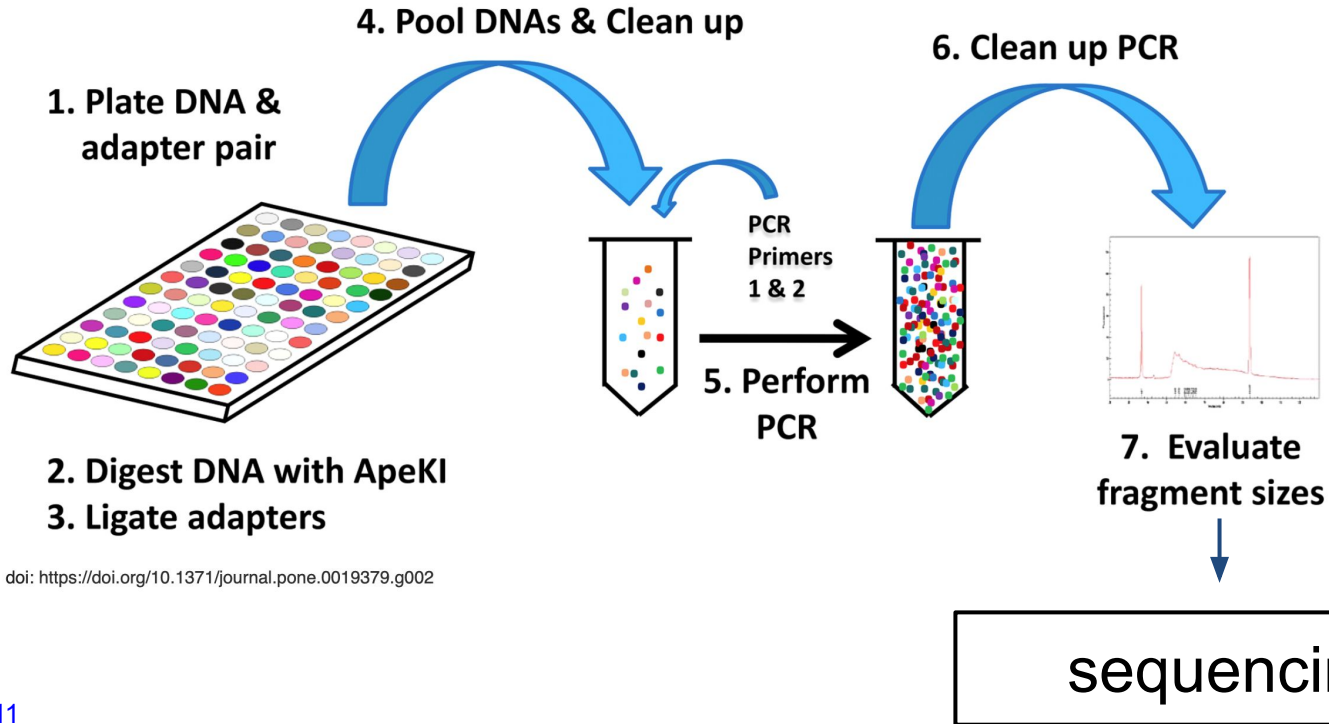 4. Pool DNAs & Clean up
6. Clean up PCR
1. Plate DNA &
adapter pair
PCR
Primers
1 & 2
5. Perform
PCR
2. Digest DNA with ApeKI
3. Ligate adapters
7. Evaluate
fragment sizes
doi: https://doi.org/10.1371/journal.pone.0019379.g002
sequencin
11